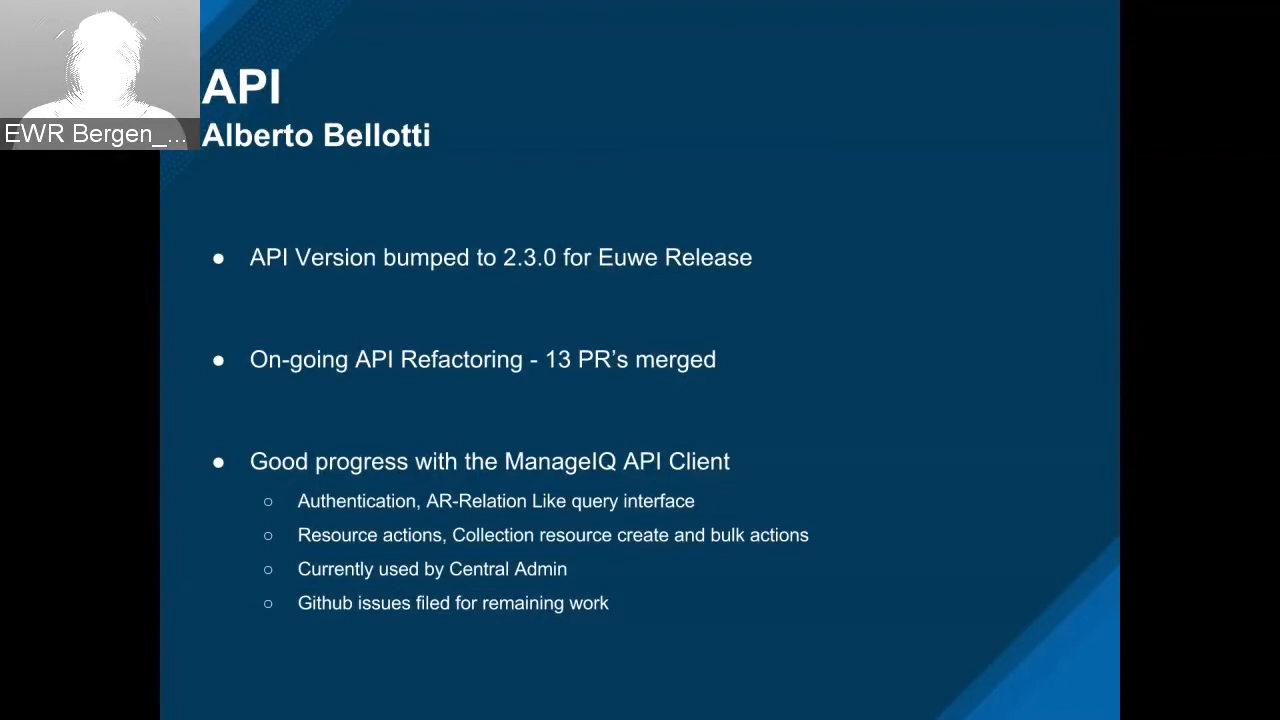 API
EWR Bergen_...
Alberto Bellotti
● API Version bumped to 2.3.0 for Euwe Release
● On-going API Refactoring - 13 PR’s merged
● Good progress with the ManageIQ API Client
○ Authentication, AR-Relation Like query interface
○ Resource actions, Collection resource create and bulk actions
○ Currently used by Central Admin
○ Github issues filed for remaining work